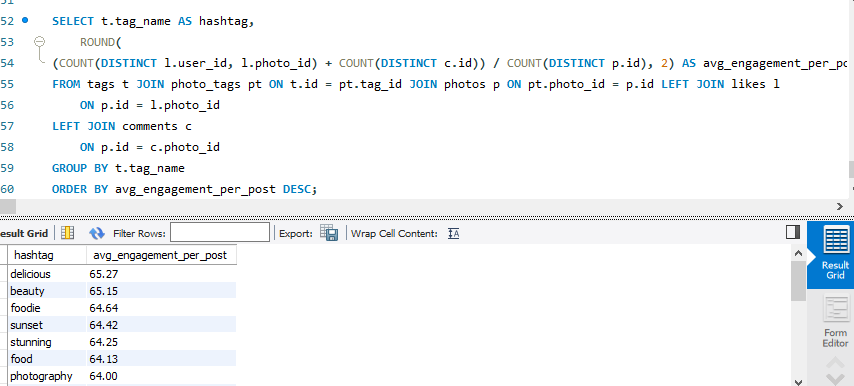 52 SELECT t.tag_name AS hashtag,
53 ROUND(
54 (COUNT(DISTINCT l.user_id, l.photo_id) + COUNT(DISTINCT c.id)) / COUNT(DISTINCT p.id), 2) AS avg_engagement_per_po
55 FROM tags t JOIN photo_tags pt ON t.id = pt.tag_id JOIN photos p ON pt.photo_id = p.id LEFT JOIN likes l
56 ON p.id = l.photo_id
57 LEFT JOIN comments c
58 ON p.id = c.photo_id
59 GROUP BY t.tag_name
60 ORDER BY avg_engagement_per_post DESC;
esult Grid Filter Rows: Export: Wrap Cell Content:
hashtag avg_engagement_per_post
delicious 65.27
beauty 65.15
foodie 64.64
sunset 64.42
stunning 64.25
food 64.13
photography 64.00
Result
Grid
Form
Editor